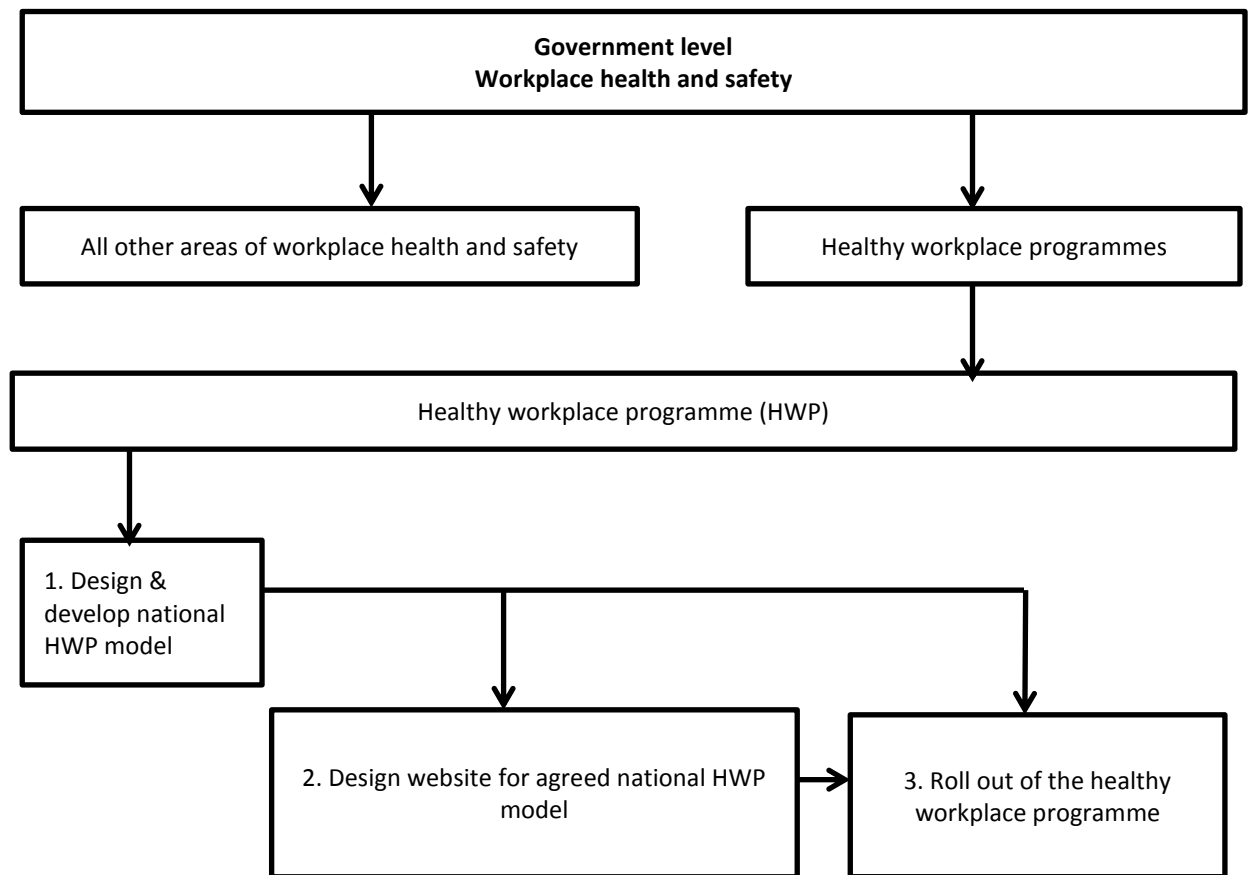 Government level
Workplace health and safety
All other areas of workplace health and safety
Healthy workplace programmes
Healthy workplace programme (HWP)
1. Design &
develop national
HWP model
2. Design website for agreed national HWP
model
3. Roll out of the healthy
workplace programme